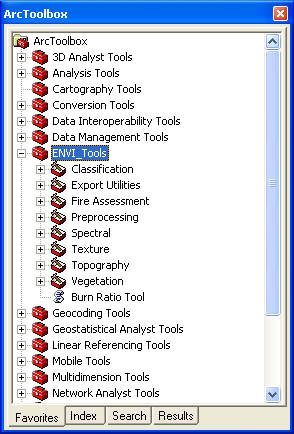 ArcToolbox
ArcToolbox
3D Analyst Tools
Analysis Tools
Cartography Tools
Conversion Tools
Data Interoperability Tools
Data Management Tools
ENVI_Tools
Classification
Export Utilities
Fire Assessment
Preprocessing
Spectral
Texture
Topography
Vegetation
Burn Ratio Tool
Geocoding Tools
Geostatistical Analyst Tools
Linear Referencing Tools
Mobile Tools
Multidimension Tools
Network Analyst Tools
Favorites Index Search Results